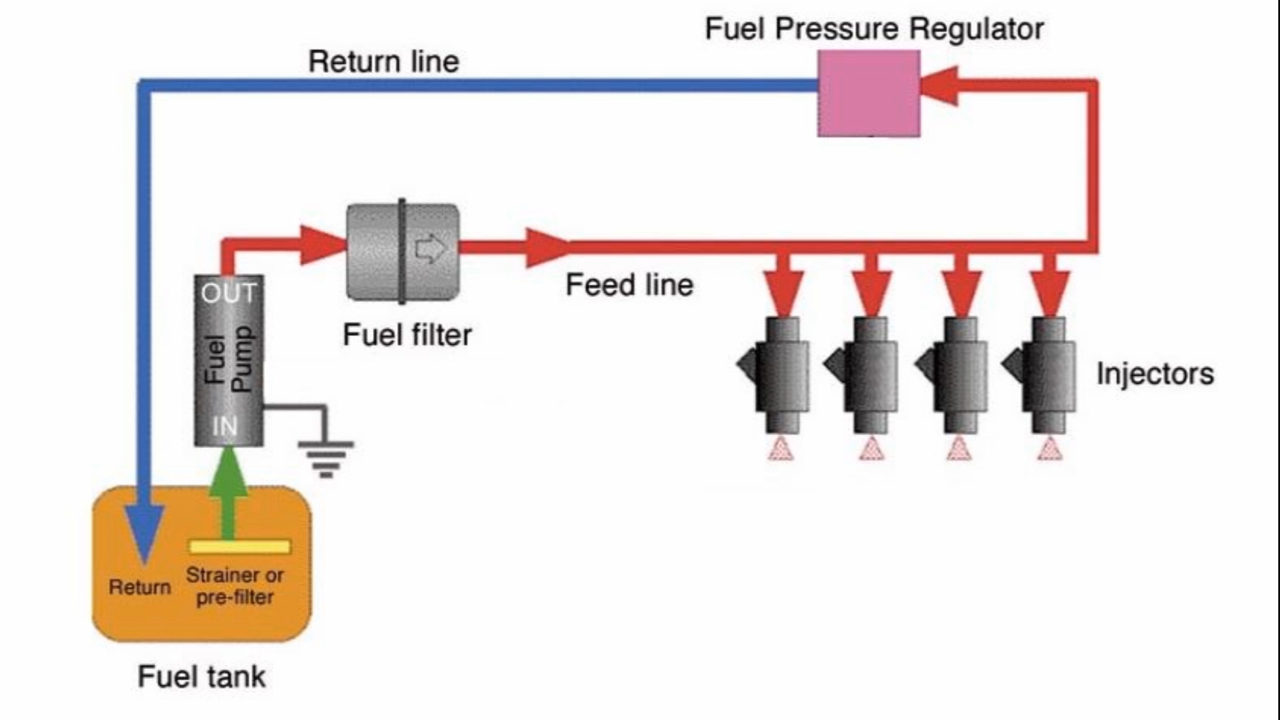 Fuel Pressure Regulator
Return line
OUT
Fuel
Pump
IN
Fuel filter
Feed line
Injectors
Return
Strainer or
pre-filter
Fuel tank